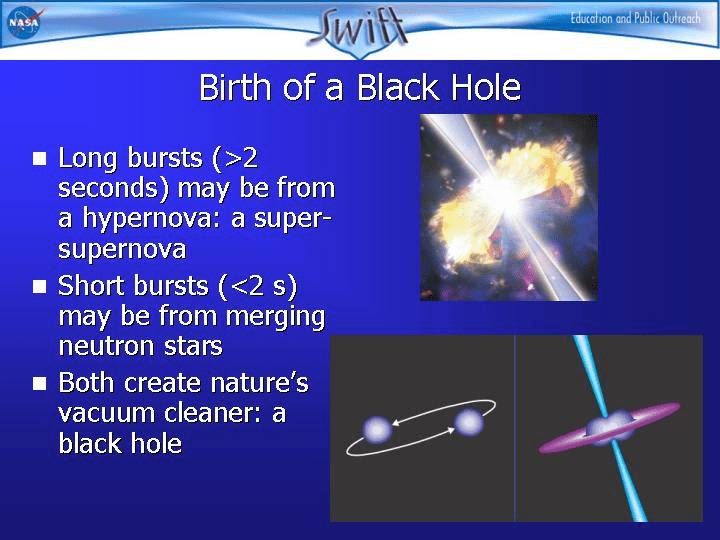 NASA
Swift
Education and Public Outreach
Birth of a Black Hole
Long bursts (>2
seconds) may be from
a hypernova: a super-
supernova
Short bursts (<2 s)
may be from merging
neutron stars
Both create nature's
vacuum cleaner: a
black hole